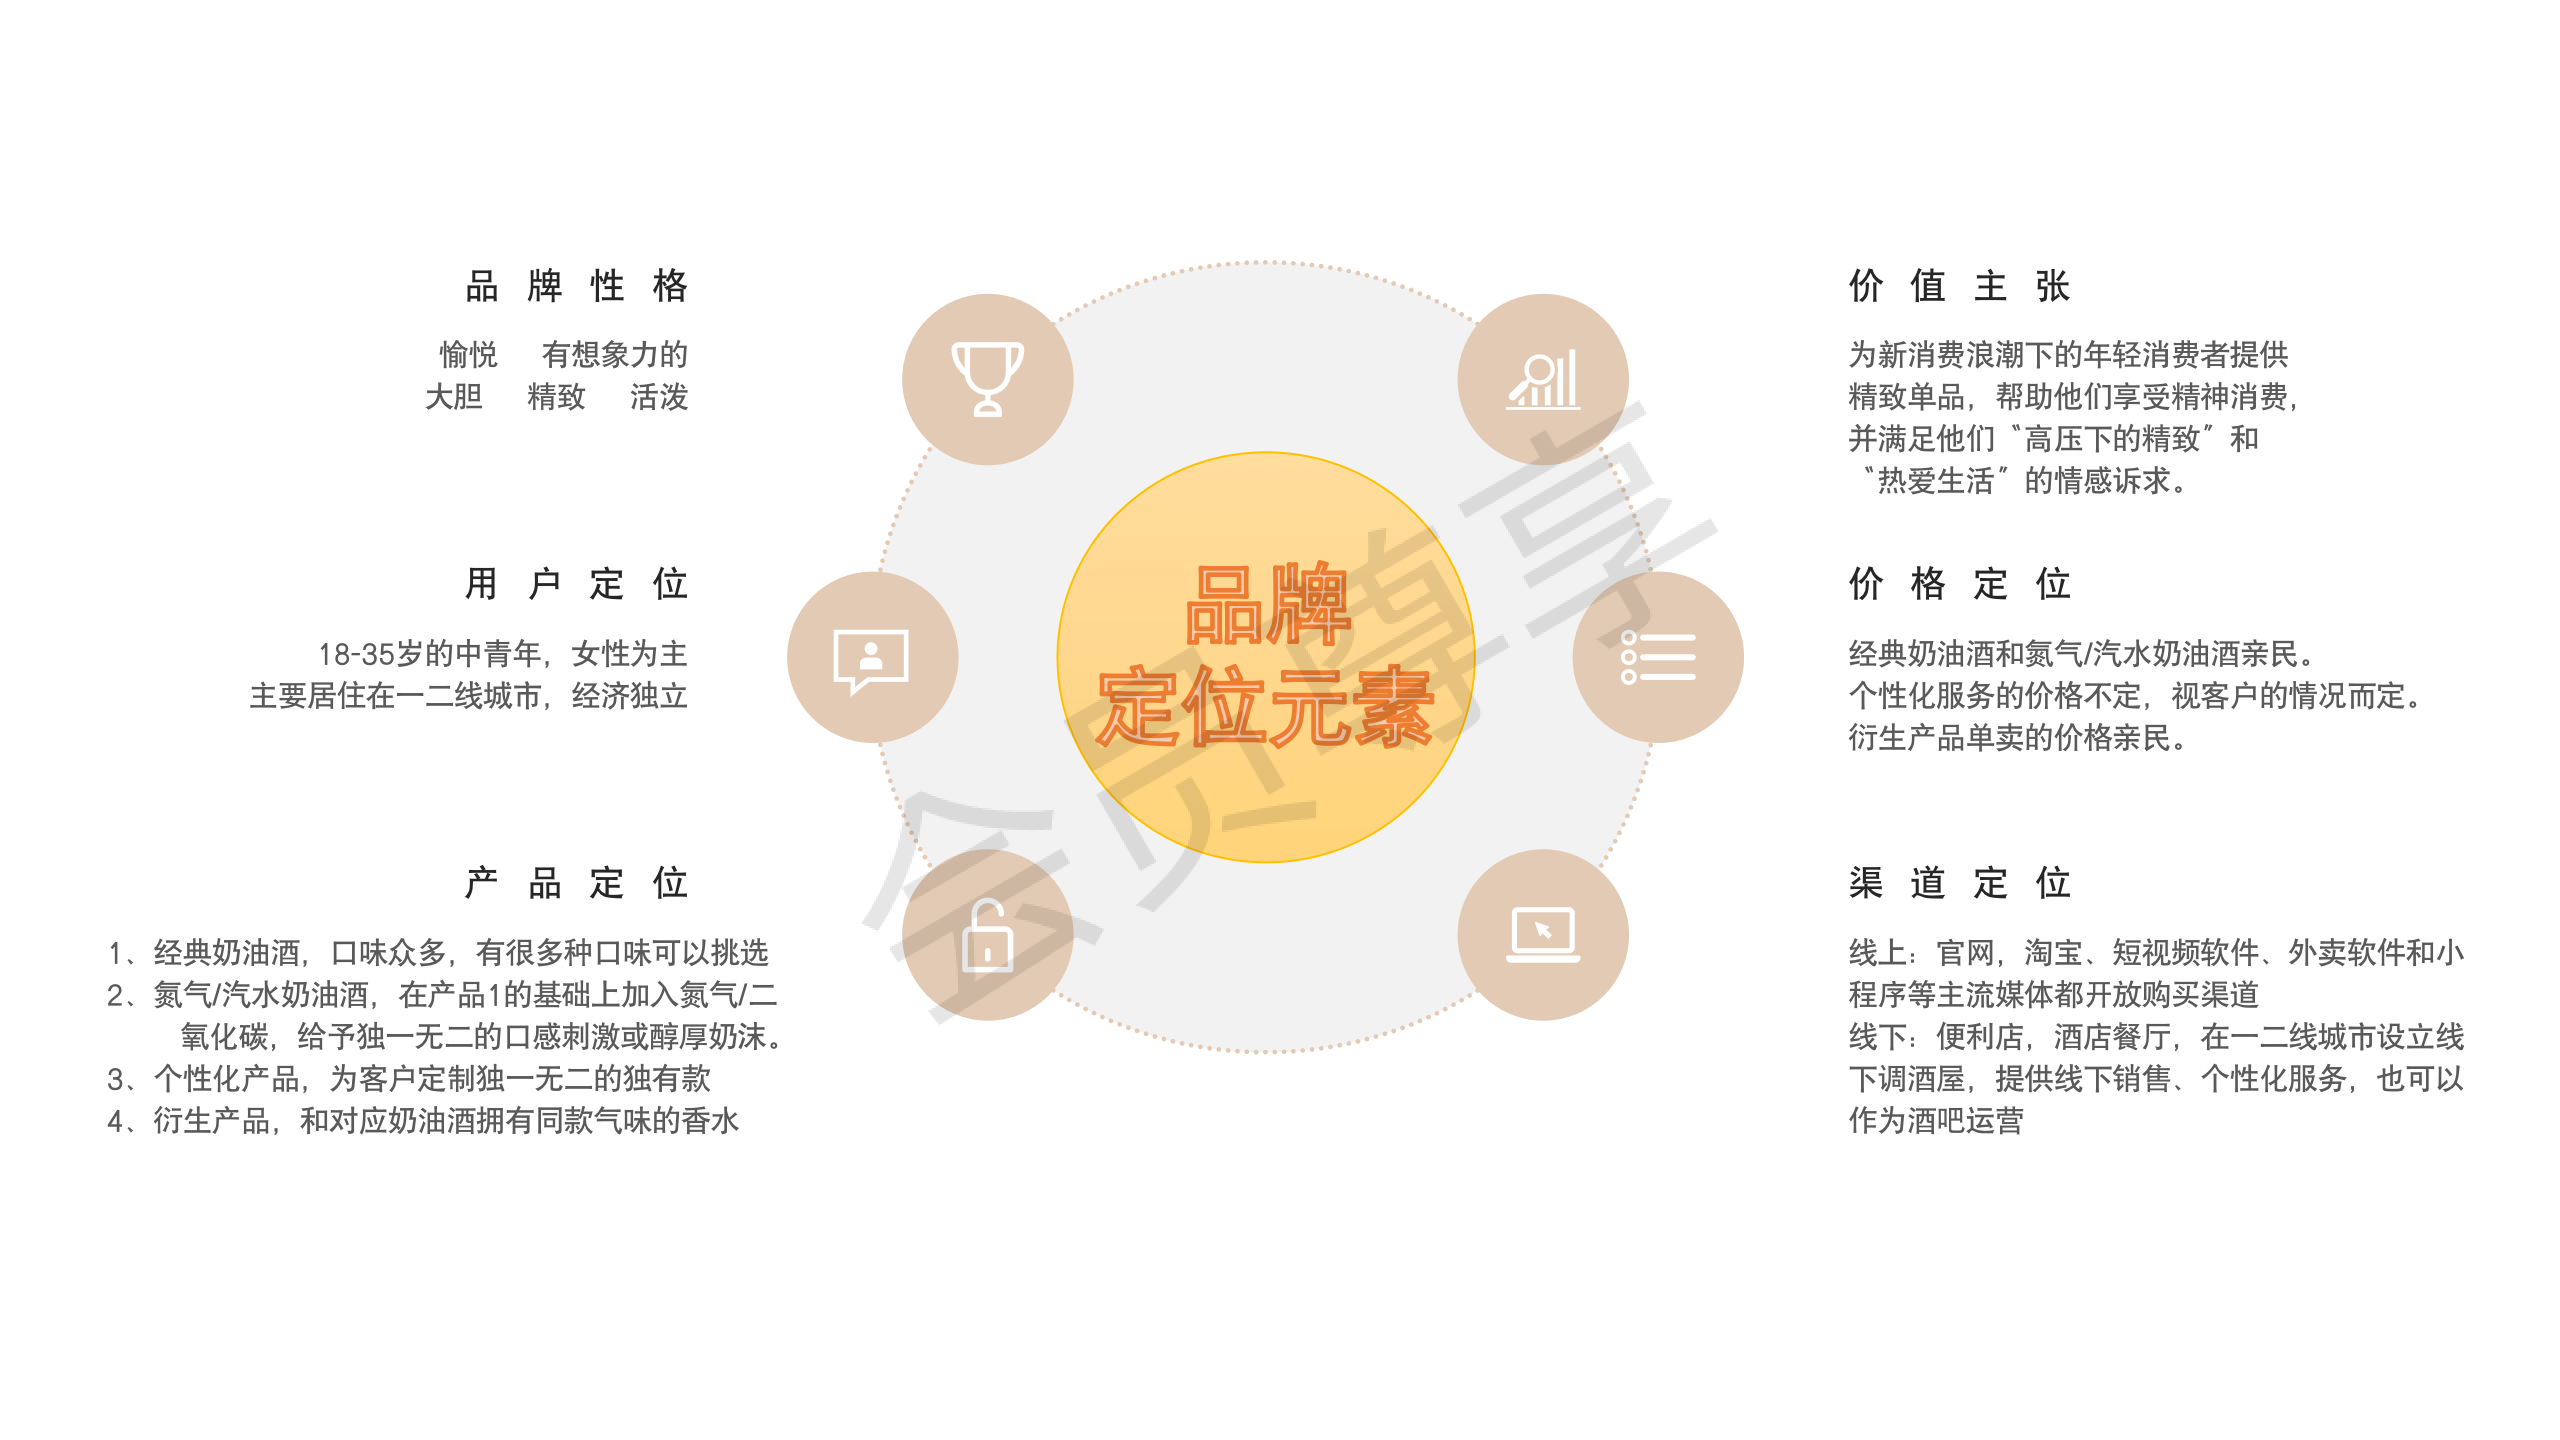 品牌性格
愉悦 有想象力的
大胆 精致 活泼
用户定位
18-35岁的中青年，女性为主
主要居住在一二线城市，经济独立
产品定位
1、经典奶油酒，口味众多，有很多种口味可以挑选
2、氮气/汽水奶油酒，在产品1的基础上加入氮气/二
氧化碳，给予独一无二的口感刺激或醇厚奶沫。
3、个性化产品，为客户定制独一无二的独有款
4、衍生产品，和对应奶油酒拥有同款气味的香水
品牌
定位元素
会员尊享
价值主张
为新消费浪潮下的年轻消费者提供
精致单品，帮助他们享受精神消费，
并满足他们“高压下的精致”和
“热爱生活”的情感诉求。
价格定位
经典奶油酒和氮气/汽水奶油酒亲民。
个性化服务的价格不定，视客户的情况而定。
衍生产品单卖的价格亲民。
渠道定位
线上：官网，淘宝、短视频软件、外卖软件和小
程序等主流媒体都开放购买渠道
线下：便利店，酒店餐厅，在一二线城市设立线
下调酒屋，提供线下销售、个性化服务，也可以
作为酒吧运营